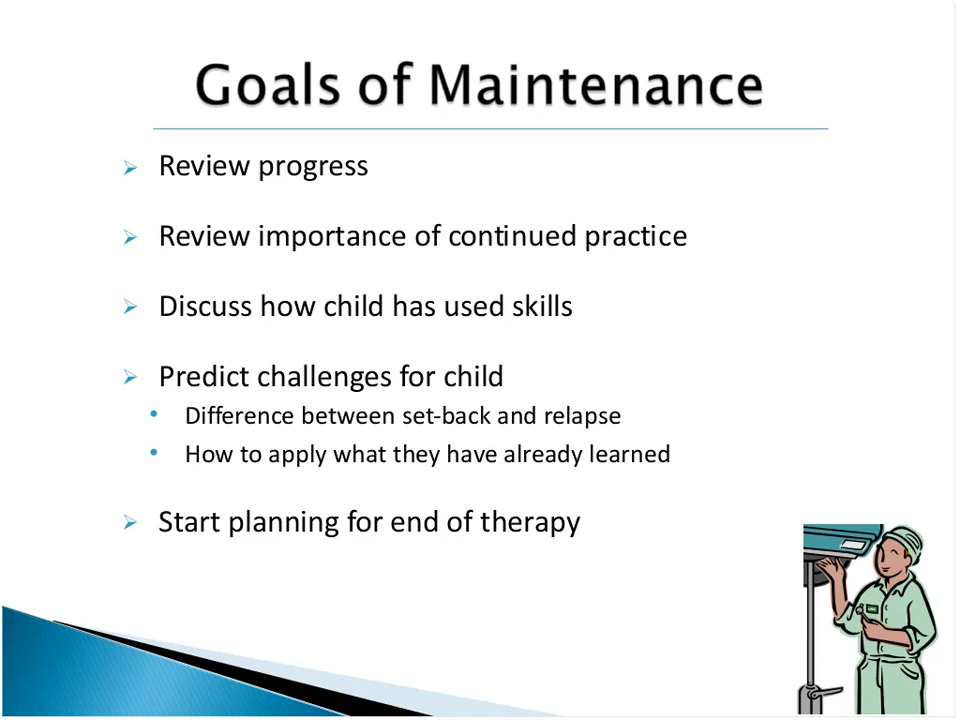 Goals of Maintenance
Review progress
Review importance of continued practice
Discuss how child has used skills
Predict challenges for child
Difference between set-back and relapse
How to apply what they have already learned
Start planning for end of therapy